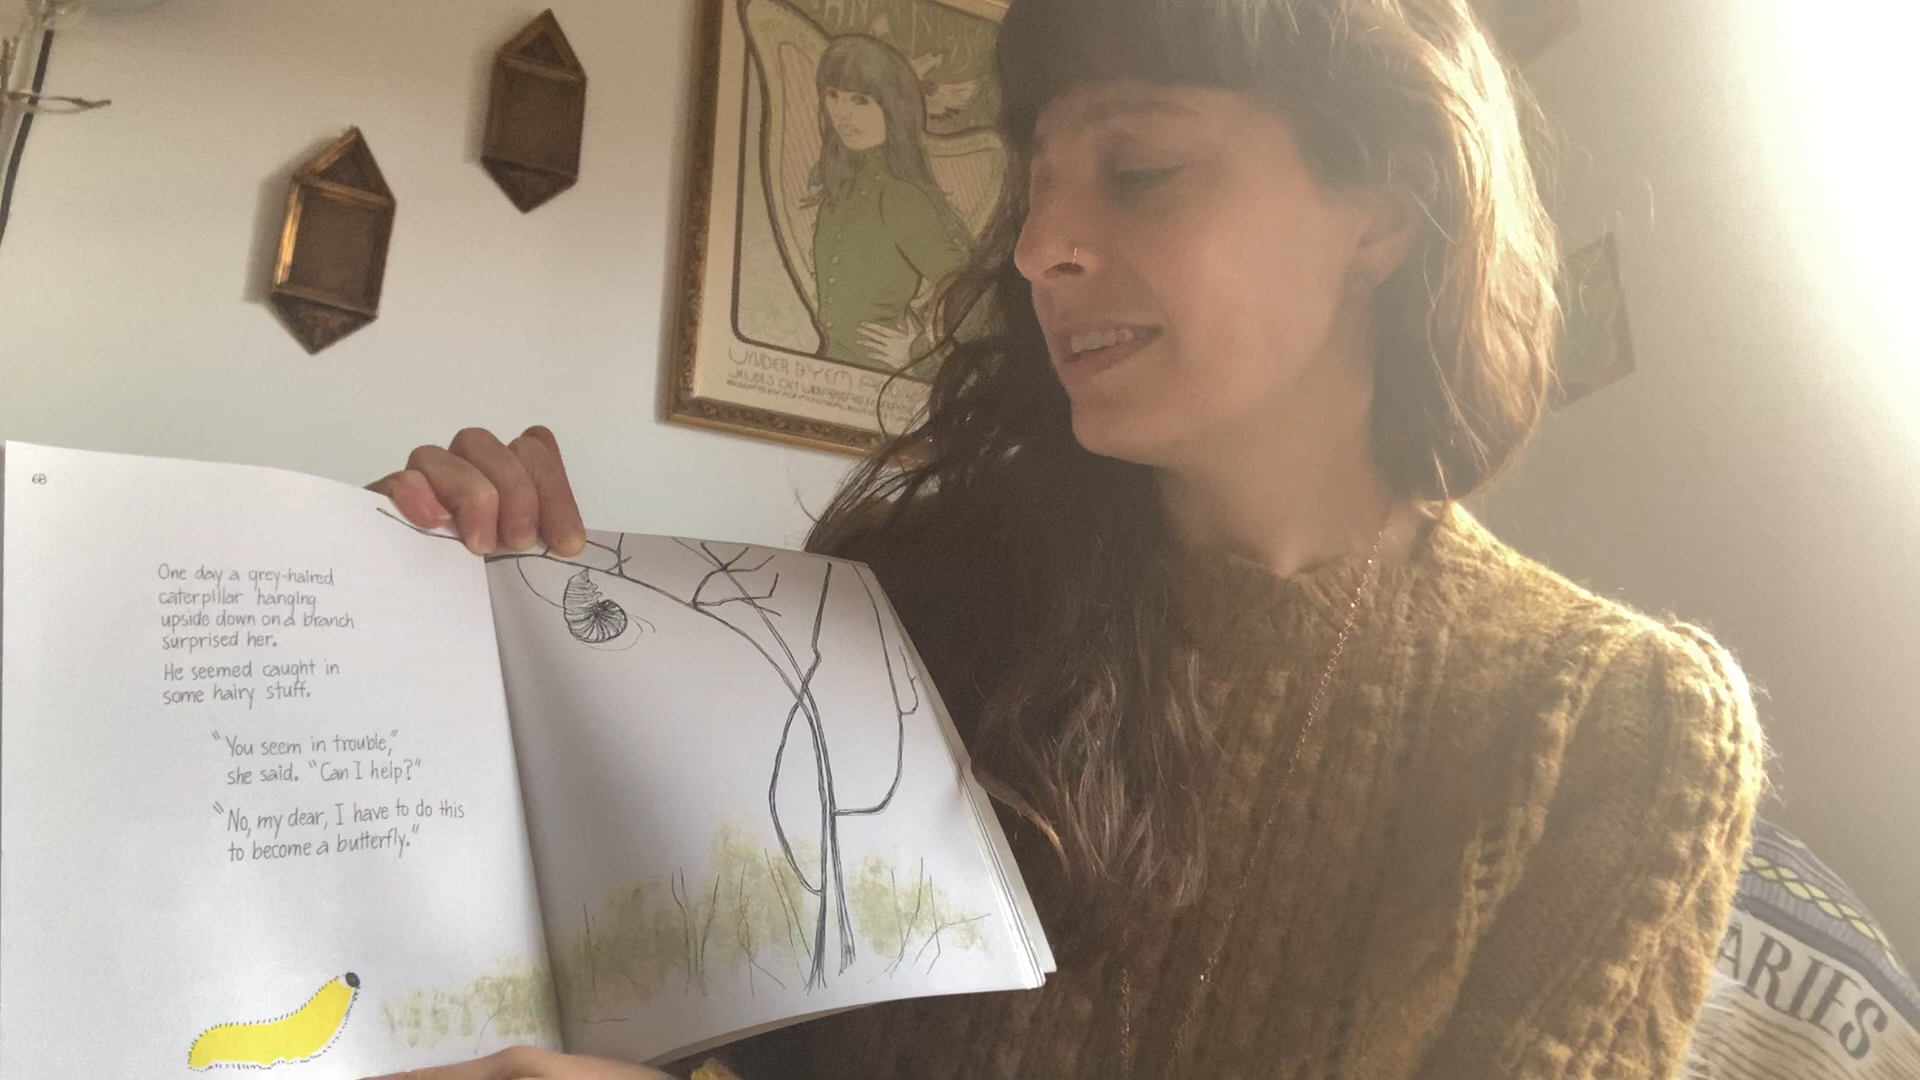 68
One day a grey-haired
caterpillar hanging
upside down on a branch
surprised her.
He seemed caught in
some hairy stuff.
"You seem in trouble,"
she said. "Can I help?"
"No, my dear, I have to do this
to become a butterfly."
UNDER BYEN
ARIES